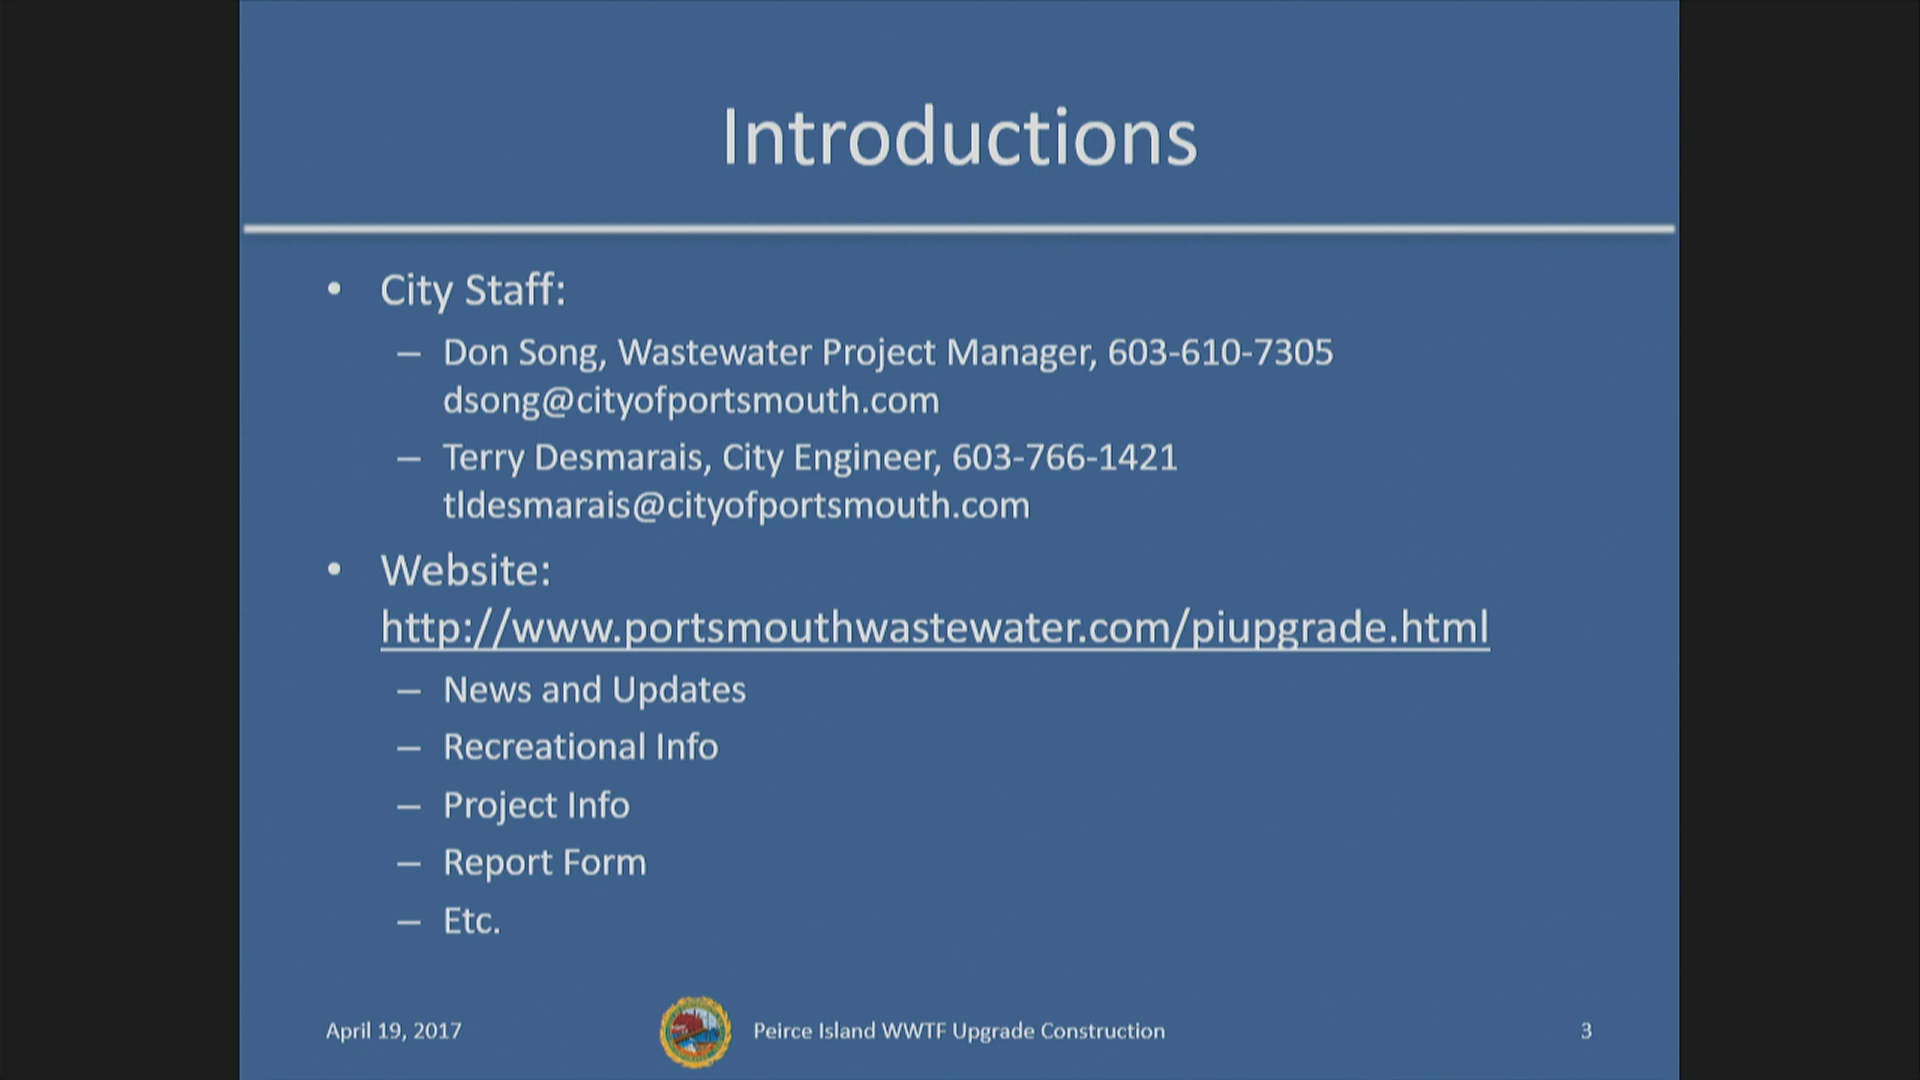 Introductions
• City Staff:
– Don Song, Wastewater Project Manager, 603-610-7305
dsong@cityofportsmouth.com
– Terry Desmarais, City Engineer, 603-766-1421
tldesmarais@cityofportsmouth.com
• Website:
http://www.portsmouthwastewater.com/piupgrade.html
– News and Updates
– Recreational Info
– Project Info
– Report Form
– Etc.
April 19, 2017
Peirce Island WWTF Upgrade Construction
3